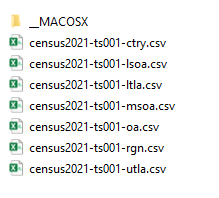 __MACOSX
census2021-ts001-ctry.csv
census2021-ts001-lsoa.csv
census2021-ts001-ltla.csv
census2021-ts001-msoa.csv
census2021-ts001-oa.csv
census2021-ts001-rgn.csv
census2021-ts001-utla.csv